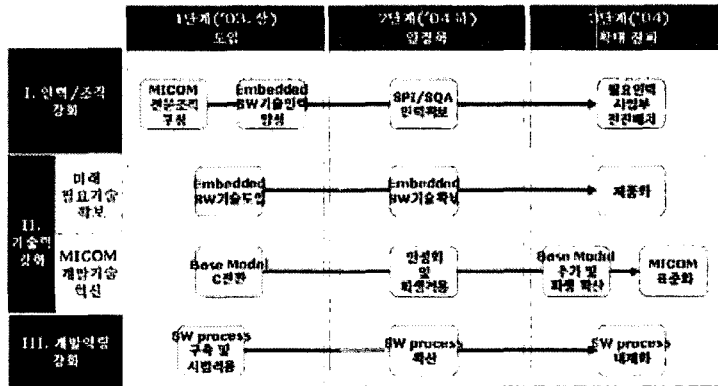 1단계('03. 상)
도입
2단계('04 하)
안정복
3단계('04)
확대 전파
I. 인력/조직
강화
MICOM
전문조직
구성
Embedded
SW기술인력
양성
SPI/SQA
인력확보
필요인력
사업부
전진배치
II.
기술력
강화
미래
필요기술
확보
Embedded
SW기술도입
Embedded
SW기술확보
제품화
MICOM
개발기술
혁신
Base Model
C전환
안정화
및
파생적용
Base Model
추가 및
파생 확산
MICOM
표준화
III. 개발역량
강화
SW process
구축 및
시범적용
SW process
확산
SW process
내재화